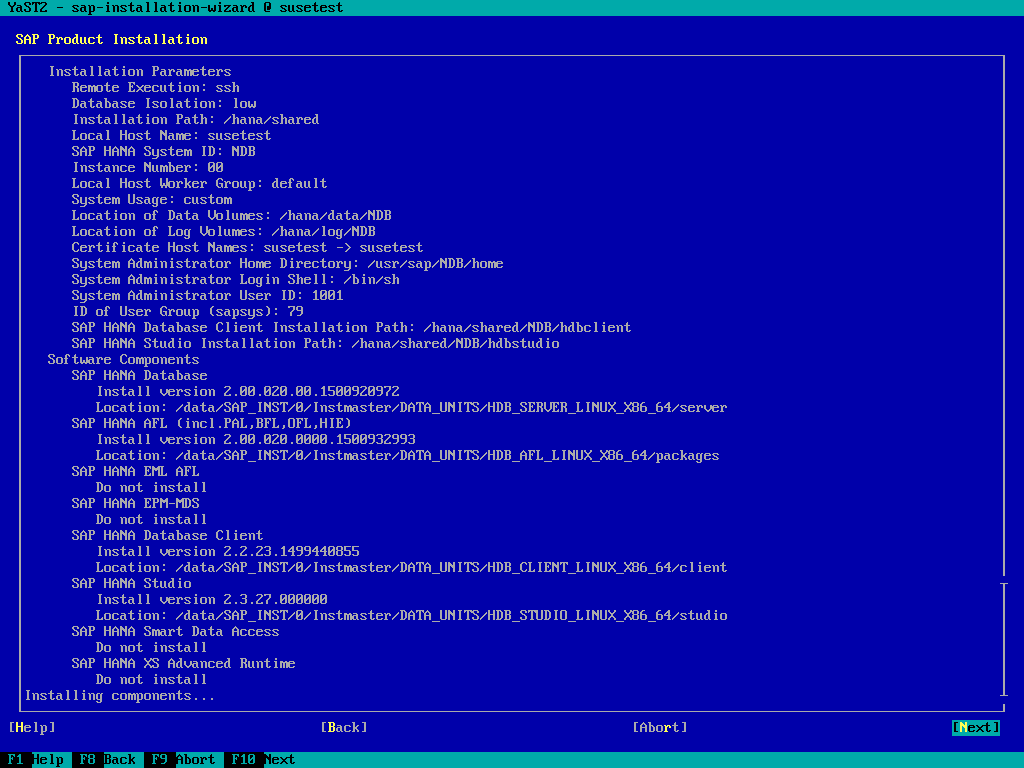 YaST2 - sap-installation-wizard @ susetest
SAP Product Installation
Installation Parameters
Remote Execution: ssh
Database Isolation: low
Installation Path: /hana/shared
Local Host Name: susetest
SAP HANA System ID: NDB
Instance Number: 00
Local Host Worker Group: default
System Usage: custom
Location of Data Volumes: /hana/data/NDB
Location of Log Volumes: /hana/log/NDB
Certificate Host Names: susetest -> susetest
System Administrator Home Directory: /usr/sap/NDB/home
System Administrator Login Shell: /bin/sh
System Administrator User ID: 1001
ID of User Group (sapsys): 79
SAP HANA Database Client Installation Path: /hana/shared/NDB/hdbclient
SAP HANA Studio Installation Path: /hana/shared/NDB/hdbstudio
Software Components
SAP HANA Database
Install version 2.00.020.00.1500920972
Location: /data/SAP_INST/0/Instmaster/DATA_UNITS/HDB_SERVER_LINUX_X86_64/server
SAP HANA AFL (incl.PAL,BFL,OFL,HIE)
Install version 2.00.020.0000.1500932993
Location: /data/SAP_INST/0/Instmaster/DATA_UNITS/HDB_AFL_LINUX_X86_64/packages
SAP HANA EML AFL
Do not install
SAP HANA EPM-MDS
Do not install
SAP HANA Database Client
Install version 2.2.23.1499440855
Location: /data/SAP_INST/0/Instmaster/DATA_UNITS/HDB_CLIENT_LINUX_X86_64/client
SAP HANA Studio
Install version 2.3.27.000000
Location: /data/SAP_INST/0/Instmaster/DATA_UNITS/HDB_STUDIO_LINUX_X86_64/studio
SAP HANA Smart Data Access
Do not install
SAP HANA XS Advanced Runtime
Do not install
Installing components...
[Help] [Back] [Abort] [Next]
F1 Help F8 Back F9 Abort F10 Next